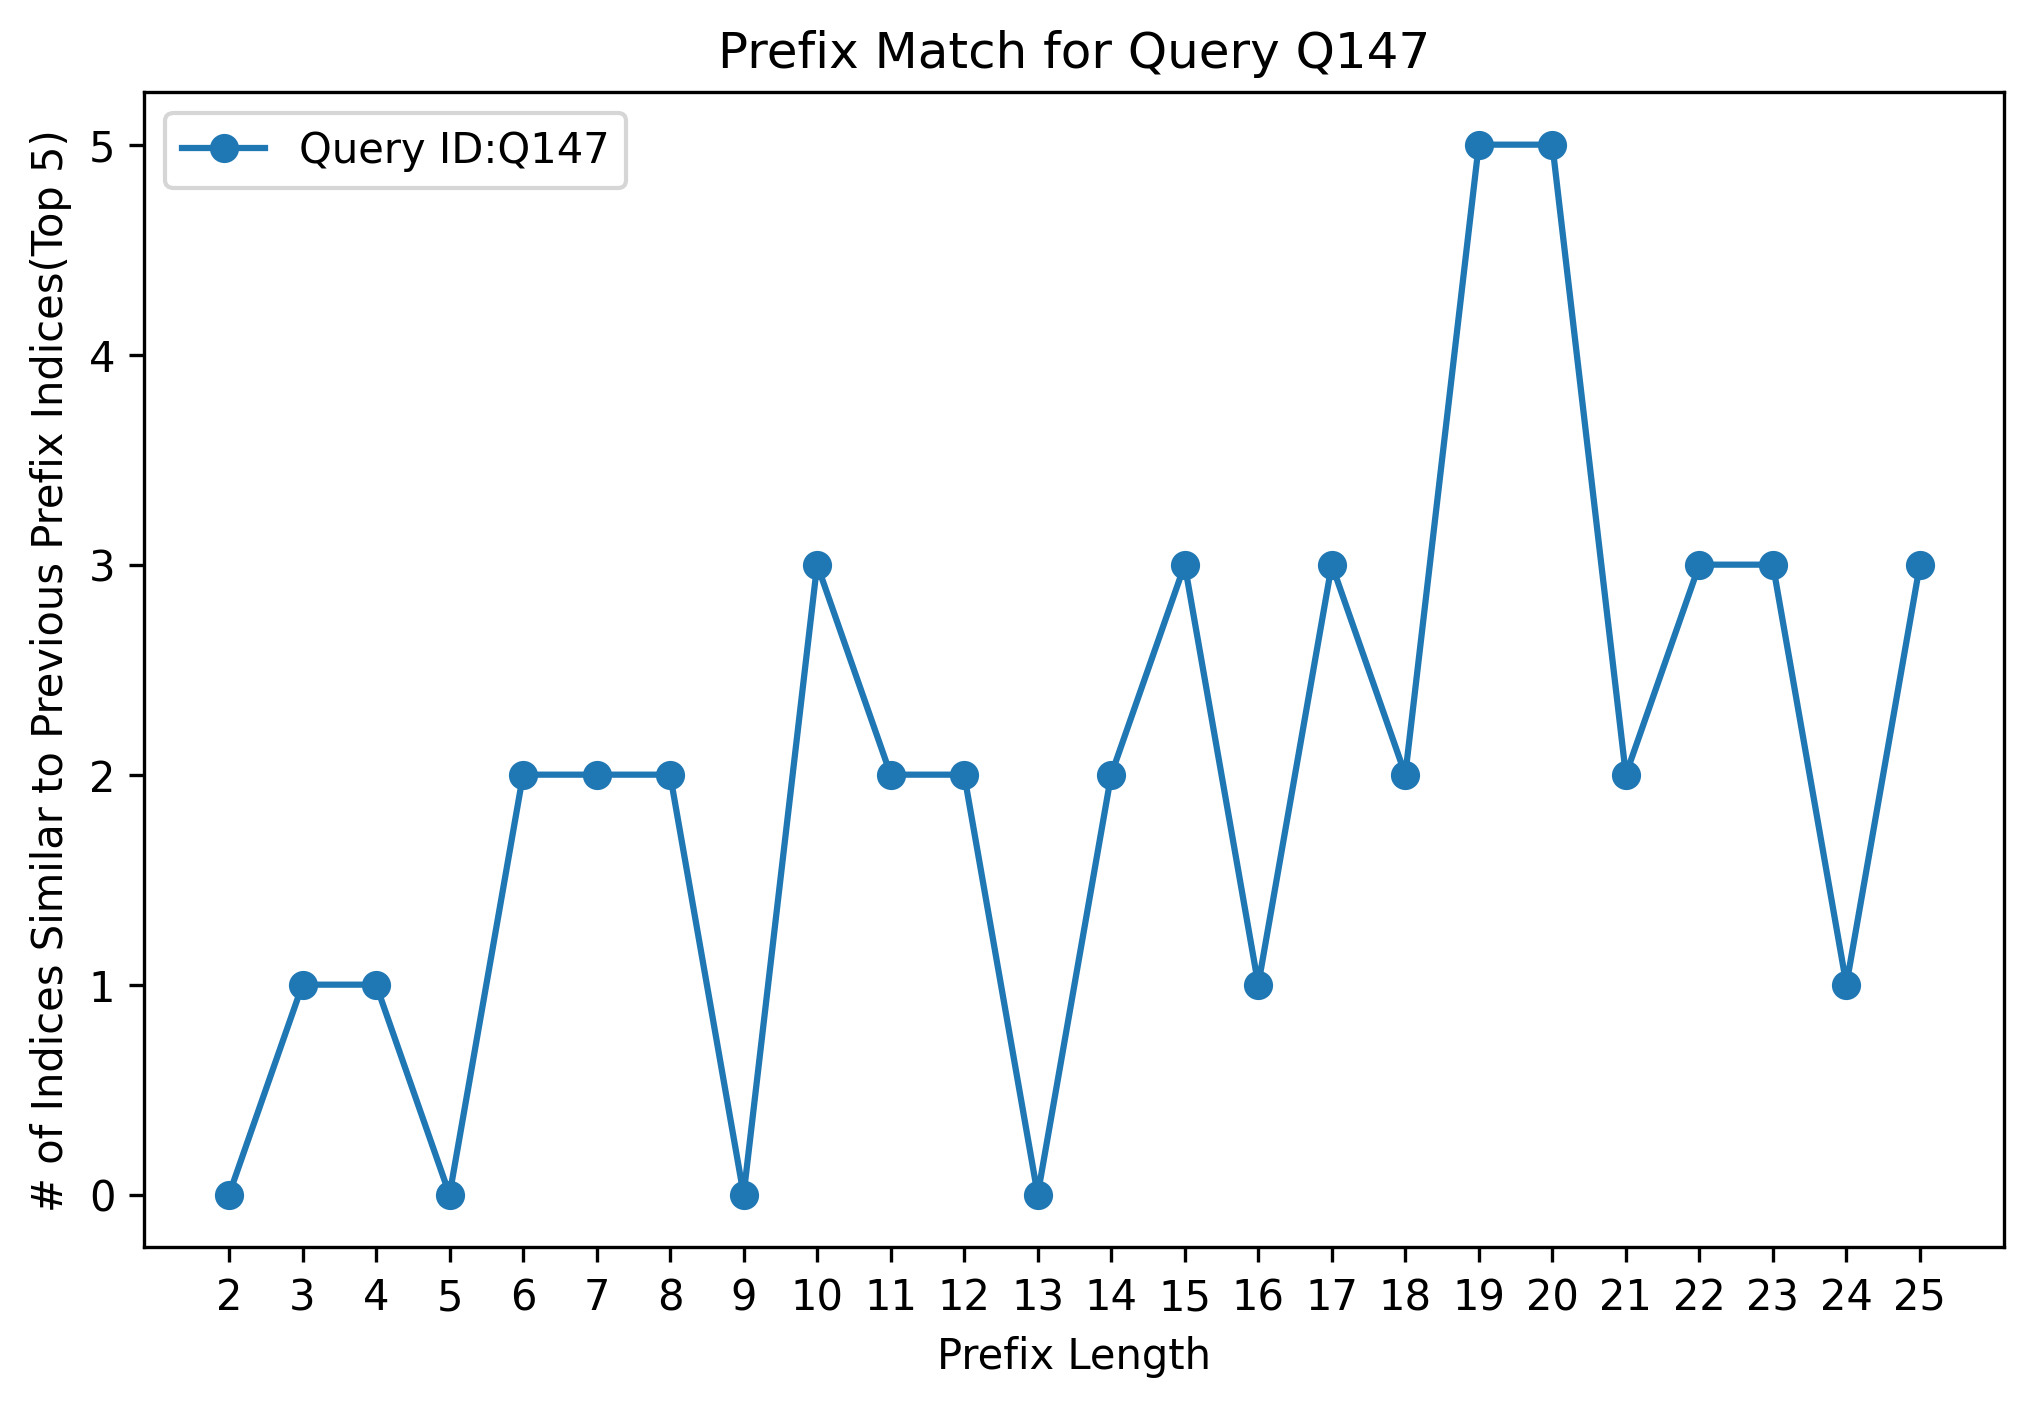 Prefix Match for Query Q147
Query ID:Q147
# of Indices Similar to Previous Prefix Indices(Top 5)
5
4
3
2
1
0
2 3 4 5 6 7 8 9 10 11 12 13 14 15 16 17 18 19 20 21 22 23 24 25
Prefix Length